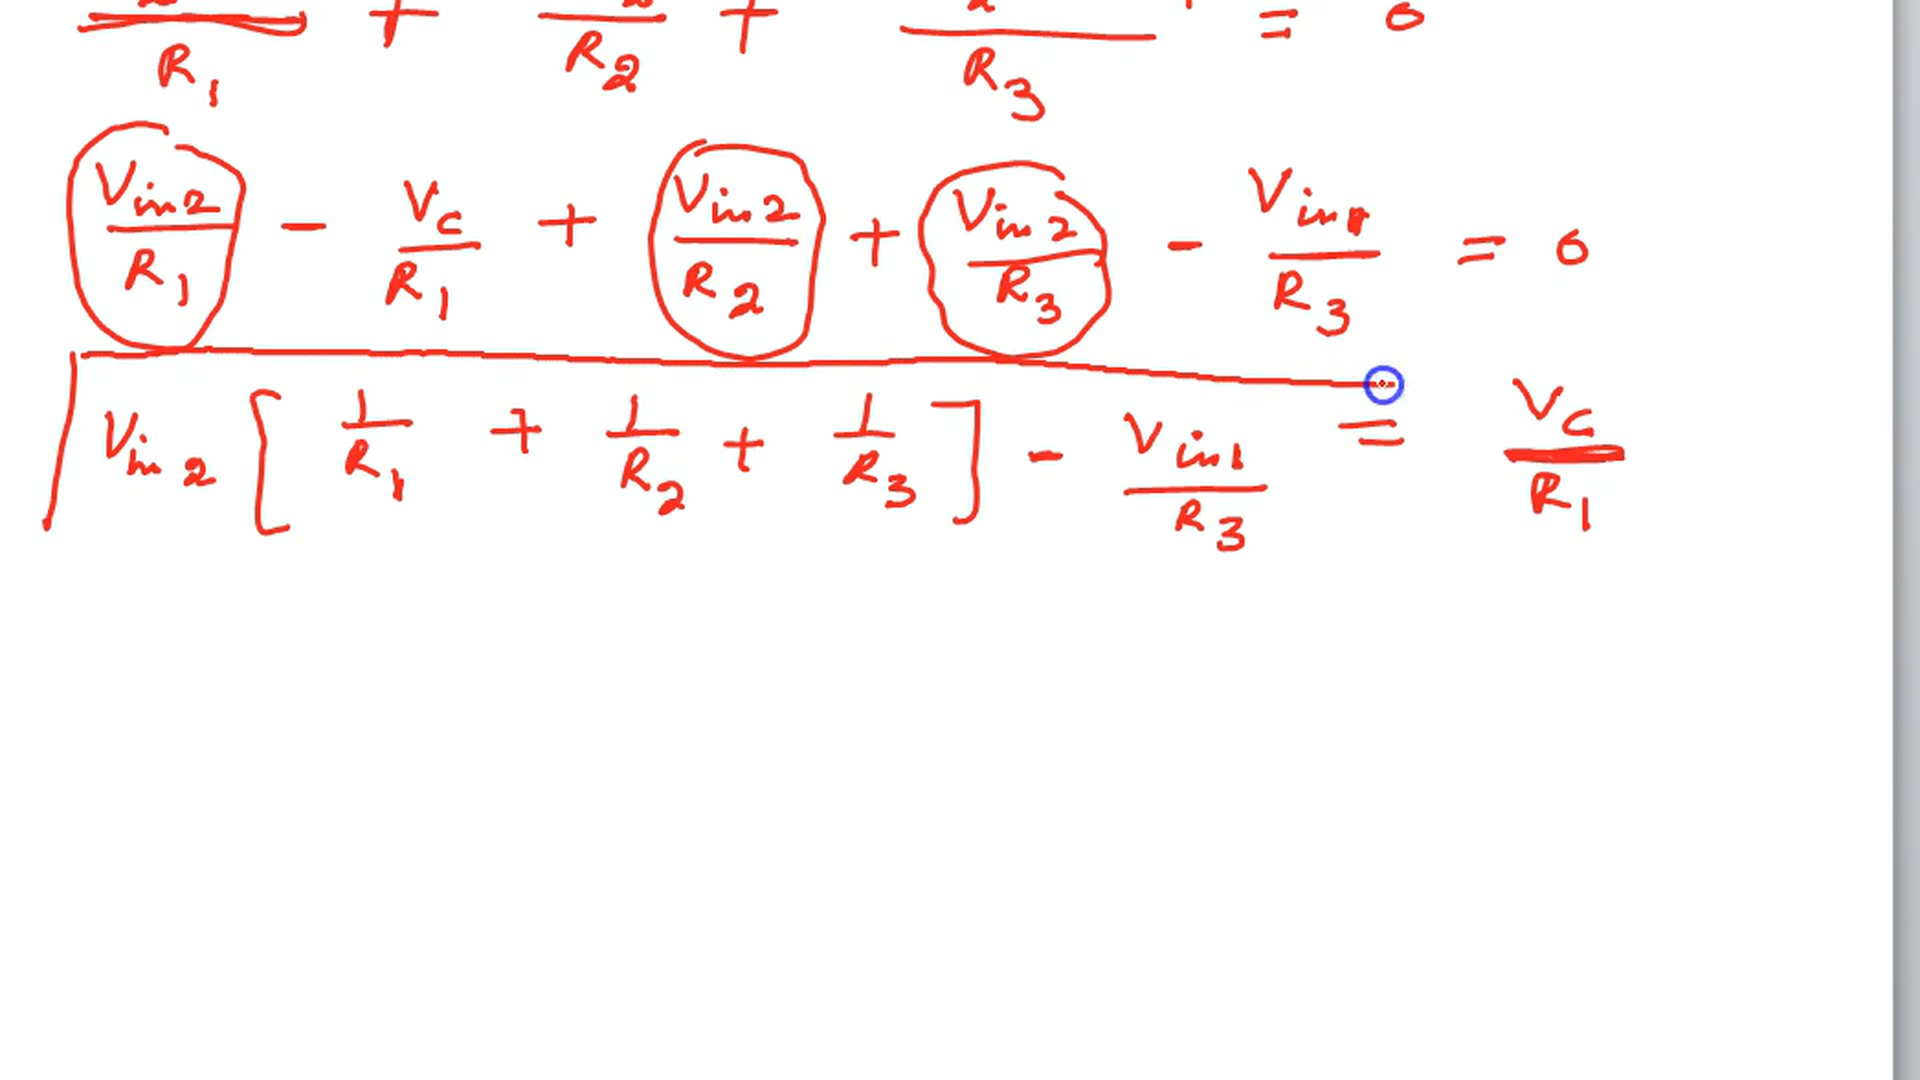 / R1 + / R2 + / R3 = 0
Vin2/R1 - Vc/R1 + Vin2/R2 + Vin2/R3 - Vin1/R3 = 0
Vin2 [ 1/R1 + 1/R2 + 1/R3 ] - Vin1/R3 = Vc/R1